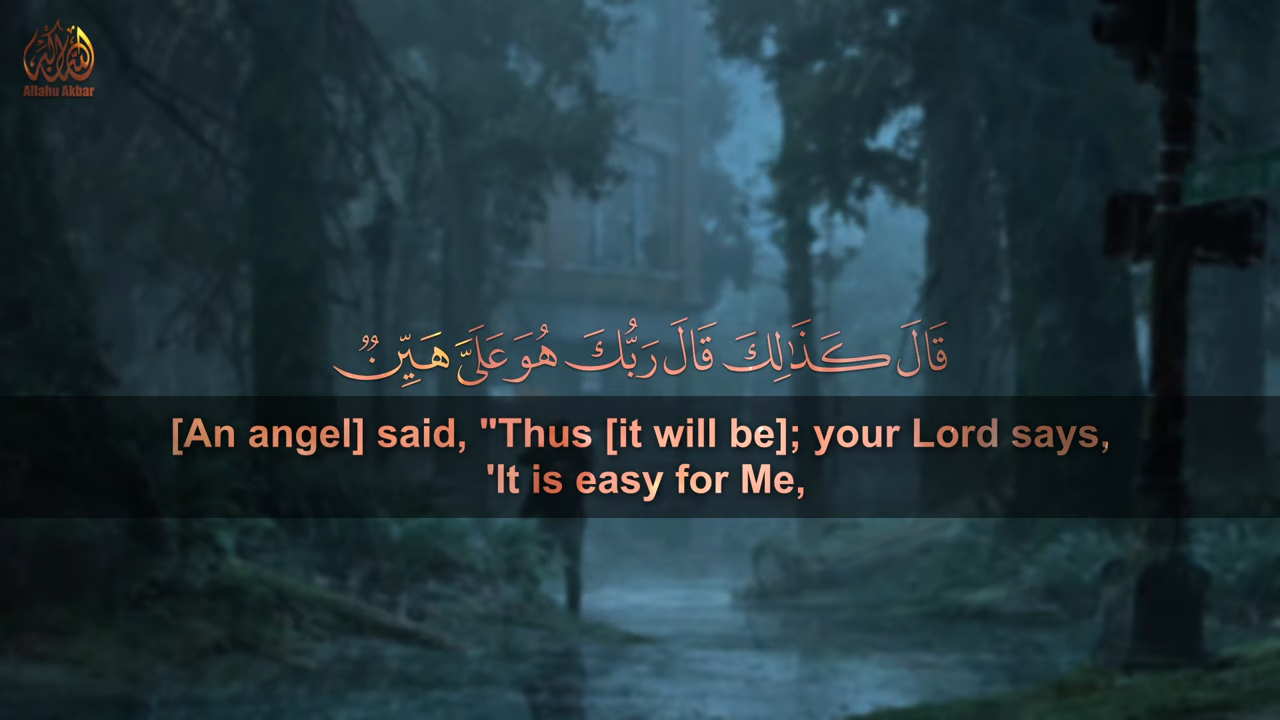 Allahu Akbar
قَالَ كَذَٰلِكَ قَالَ رَبُّكَ هُوَ عَلَىَّ هَيِّنٌ
[An angel] said, "Thus [it will be]; your Lord says,
'It is easy for Me,